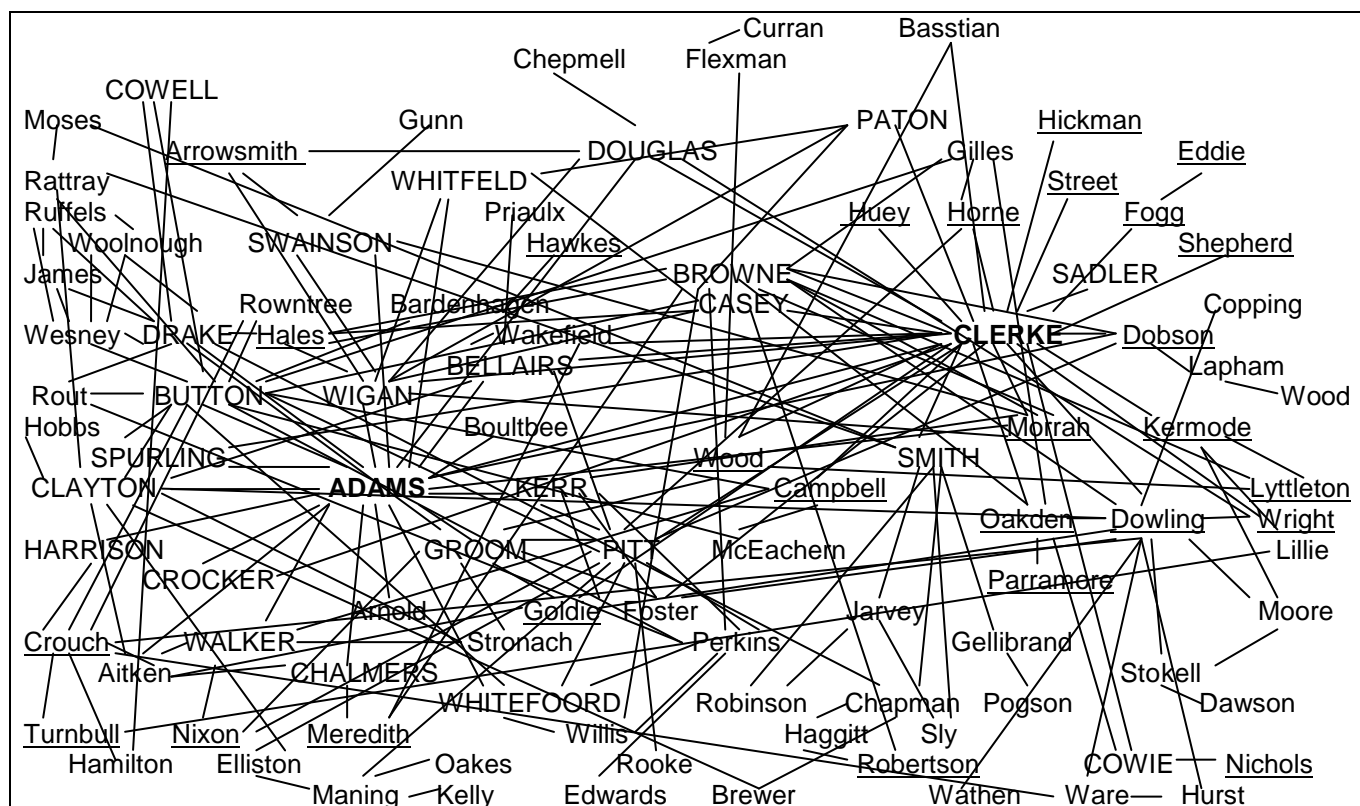 Curran Basstian
Chepmell Flexman
COWELL
Moses Gunn PATON Hickman
Arrowsmith DOUGLAS Gilles Eddie
Rattray WHITFELD Street
Ruffels Priaulx Huey Horne Fogg
Woolnough SWAINSON Hawkes Shepherd
James BROWNE SADLER
Rowntree Bardenhagen CASEY Copping
Wesney DRAKE Hales Wakefield CLERKE Dobson
BELLAIRS Lapham
Rout BUTTON WIGAN Wood
Hobbs Boultbee Morrah Kermode
SPURLING Wood SMITH
CLAYTON ADAMS KERR Campbell Lyttleton
Oakden Dowling Wright
HARRISON GROOM PITT McEachern Lillie
CROCKER Parramore
Arnold Goldie Foster Jarvey Moore
Crouch WALKER Stronach Perkins Gellibrand
Aitken CHALMERS Stokell
WHITEFOORD Robinson Chapman Pogson Dawson
Turnbull Nixon Meredith Willis Haggitt Sly
Hamilton Elliston Oakes Rooke Robertson COWIE Nichols
Maning Kelly Edwards Brewer Wathen Ware Hurst